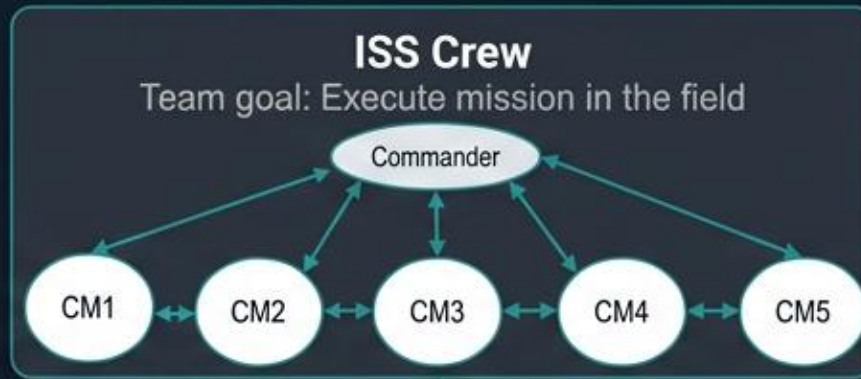 ISS Crew
Team goal: Execute mission in the field
Commander
CM1
CM2
CM3
CM4
CM5